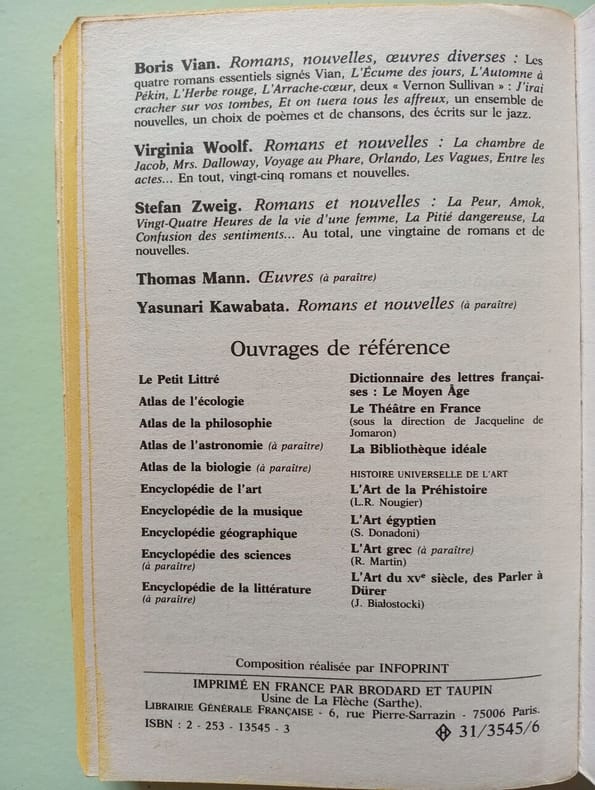 Boris Vian. Romans, nouvelles, œuvres diverses : Les
quatre romans essentiels signés Vian, L'Écume des jours, L'Automne à
Pékin, L'Herbe rouge, L'Arrache-cœur, deux « Vernon Sullivan » : J'irai
cracher sur vos tombes, Et on tuera tous les affreux, un ensemble de
nouvelles, un choix de poèmes et de chansons, des écrits sur le jazz.
Virginia Woolf. Romans et nouvelles : La chambre de
Jacob, Mrs. Dalloway, Voyage au Phare, Orlando, Les Vagues, Entre les
actes... En tout, vingt-cinq romans et nouvelles.
Stefan Zweig. Romans et nouvelles : La Peur, Amok,
Vingt-Quatre Heures de la vie d'une femme, La Pitié dangereuse, La
Confusion des sentiments... Au total, une vingtaine de romans et de
nouvelles.
Thomas Mann. Œuvres (à paraître)
Yasunari Kawabata. Romans et nouvelles (à paraître)
Ouvrages de référence
Le Petit Littré
Atlas de l'écologie
Atlas de la philosophie
Atlas de l'astronomie (à paraître)
Atlas de la biologie (à paraître)
Encyclopédie de l'art
Encyclopédie de la musique
Encyclopédie géographique
Encyclopédie des sciences
(à paraître)
Encyclopédie de la littérature
(à paraître)
Dictionnaire des lettres françai-
ses : Le Moyen Âge
Le Théâtre en France
(sous la direction de Jacqueline de
Jomaron)
La Bibliothèque idéale
HISTOIRE UNIVERSELLE DE L'ART
L'Art de la Préhistoire
(L.R. Nougier)
L'Art égyptien
(S. Donadoni)
L'Art grec (à paraître)
(R. Martin)
L'Art du XVe siècle, des Parler à
Dürer
(J. Białostocki)
Composition réalisée par INFOPRINT
IMPRIMÉ EN FRANCE PAR BRODARD ET TAUPIN
Usine de La Flèche (Sarthe).
LIBRAIRIE GÉNÉRALE FRANÇAISE - 6, rue Pierre-Sarrazin - 75006 Paris.
ISBN : 2 - 253 - 13545 - 3
31/3545/6